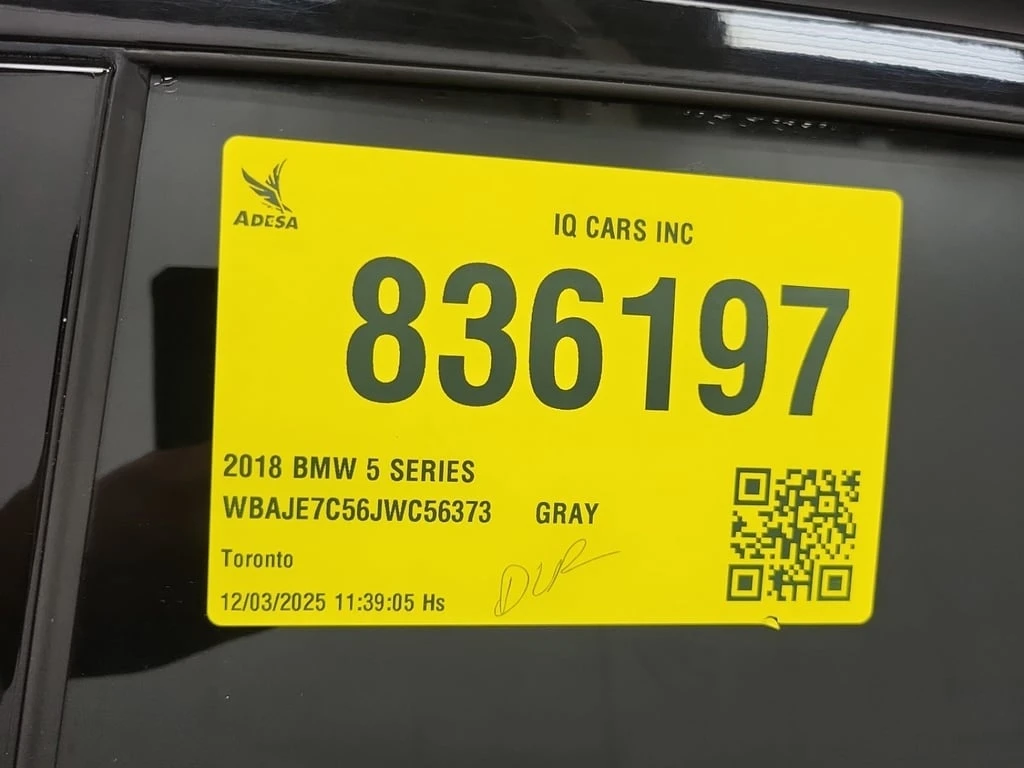 ADESA
IQ CARS INC
836197
2018 BMW 5 SERIES
WBAJE7C56JWC56373 GRAY
Toronto
12/03/2025 11:39:05 Hs